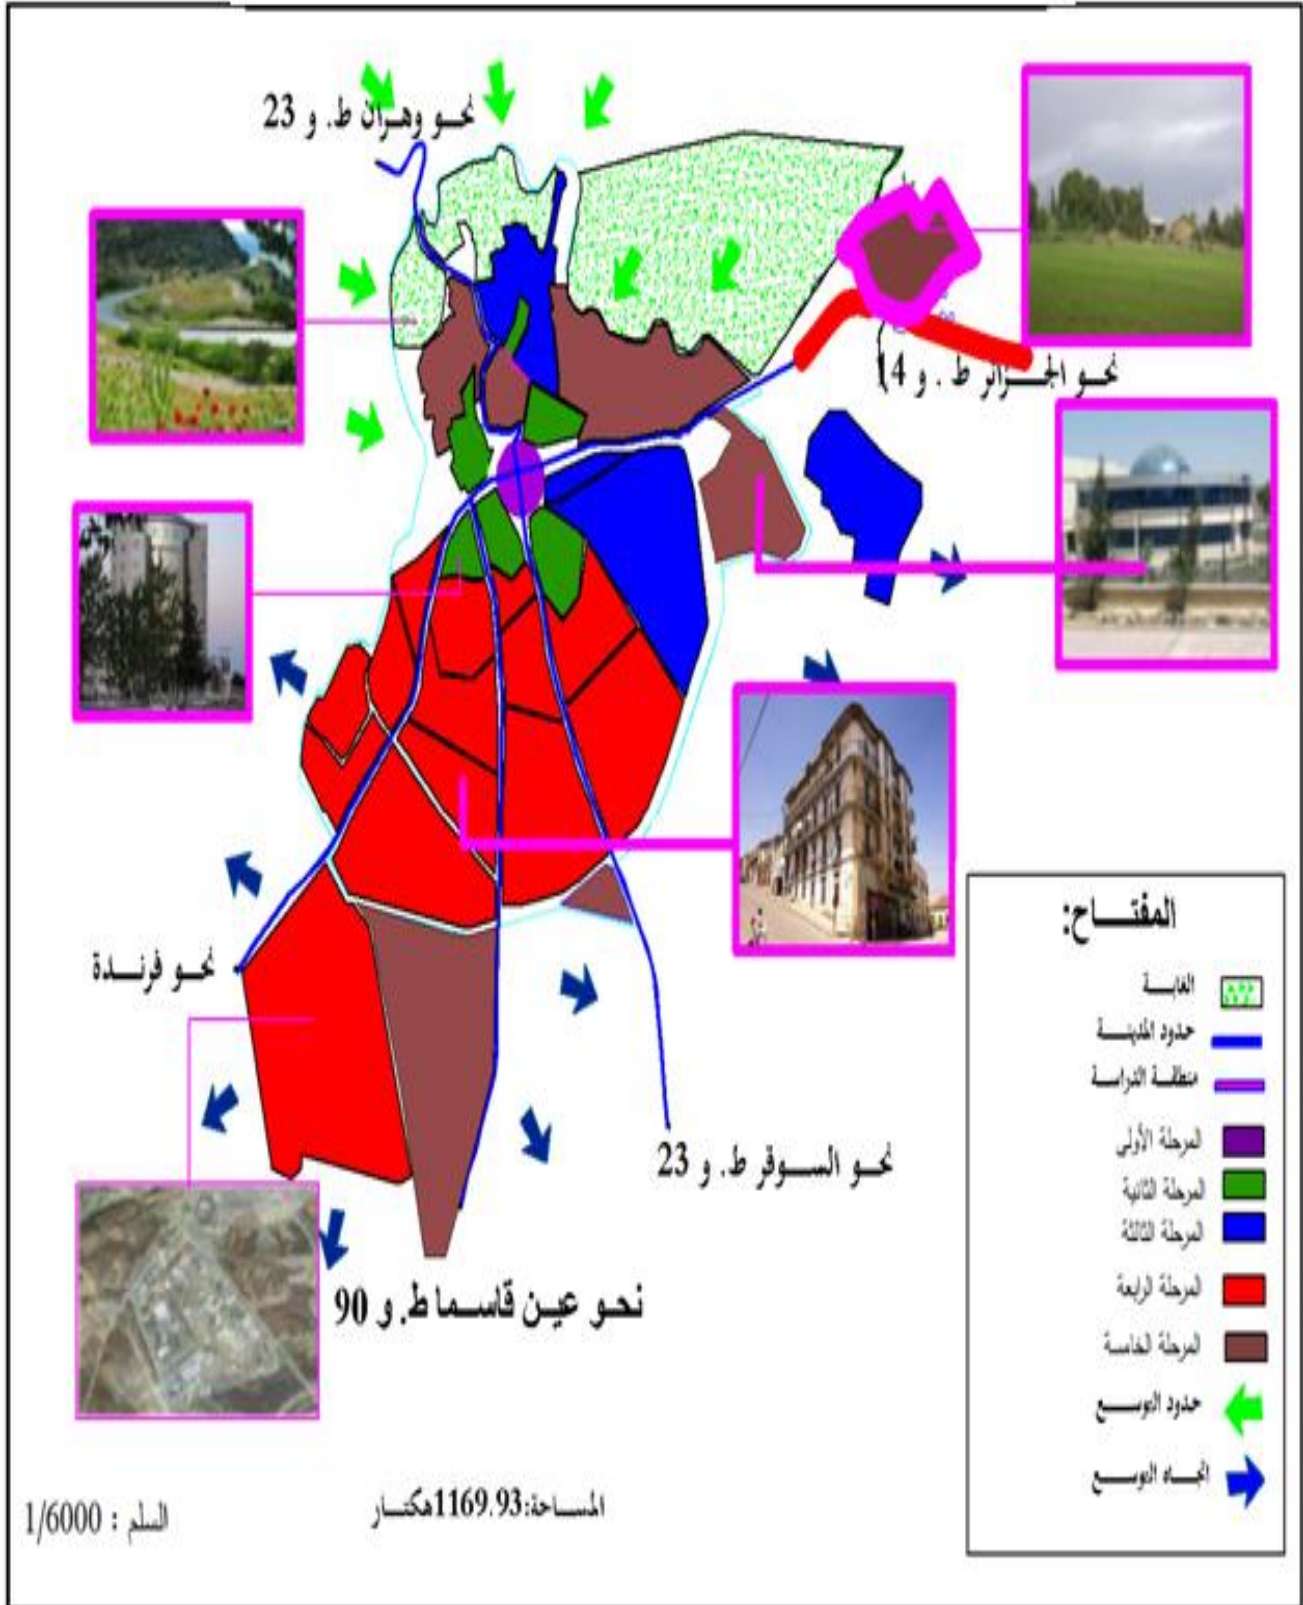 نحو وهران ط. و 23
نحو الجزائر ط . و 14
نحو فرندة
نحو السوقر ط. و 23
نحو عين قاسما ط. و 90
المفتاح:
الغابة
حدود المدينة
منطقة الدراسة
المرحلة الأولى
المرحلة الثانية
المرحلة الثالثة
المرحلة الرابعة
المرحلة الخامسة
حدود التوسع
اتجاه التوسع
المساحة:1169.93هكتار
السلم : 1/6000